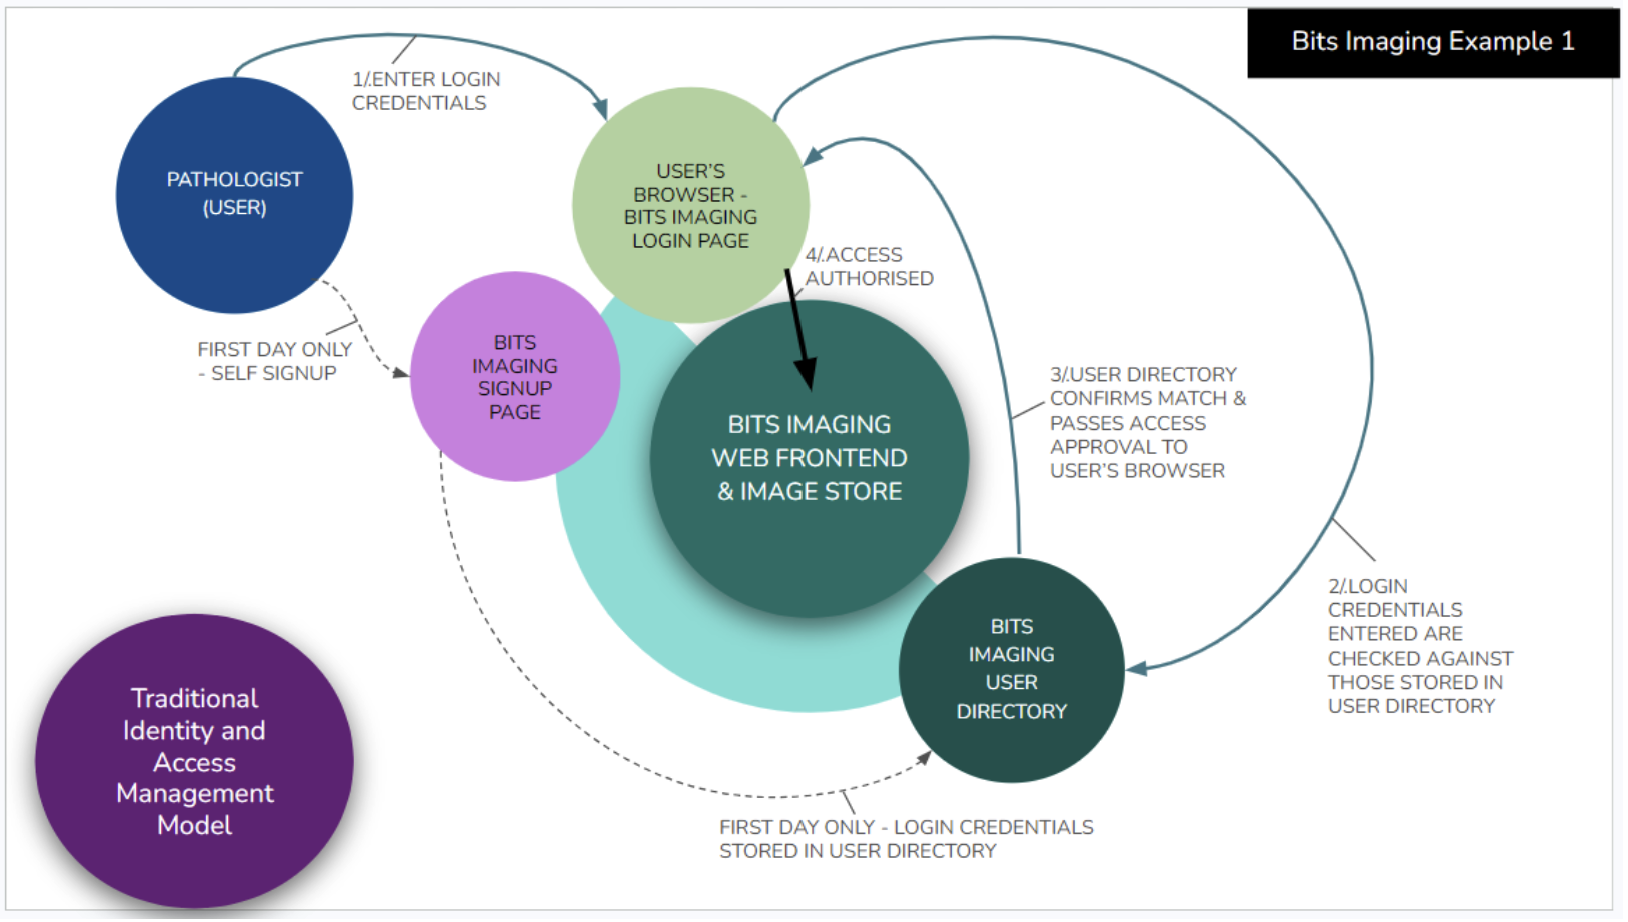 Bits Imaging Example 1
1/.ENTER LOGIN
CREDENTIALS
PATHOLOGIST
(USER)
USER'S
BROWSER -
BITS IMAGING
LOGIN PAGE
4/.ACCESS
AUTHORISED
FIRST DAY ONLY
- SELF SIGNUP
BITS
IMAGING
SIGNUP
PAGE
BITS IMAGING
WEB FRONTEND
& IMAGE STORE
3/.USER DIRECTORY
CONFIRMS MATCH &
PASSES ACCESS
APPROVAL TO
USER'S BROWSER
2/.LOGIN
CREDENTIALS
ENTERED ARE
CHECKED AGAINST
THOSE STORED IN
USER DIRECTORY
BITS
IMAGING
USER
DIRECTORY
Traditional
Identity and
Access
Management
Model
FIRST DAY ONLY - LOGIN CREDENTIALS
STORED IN USER DIRECTORY